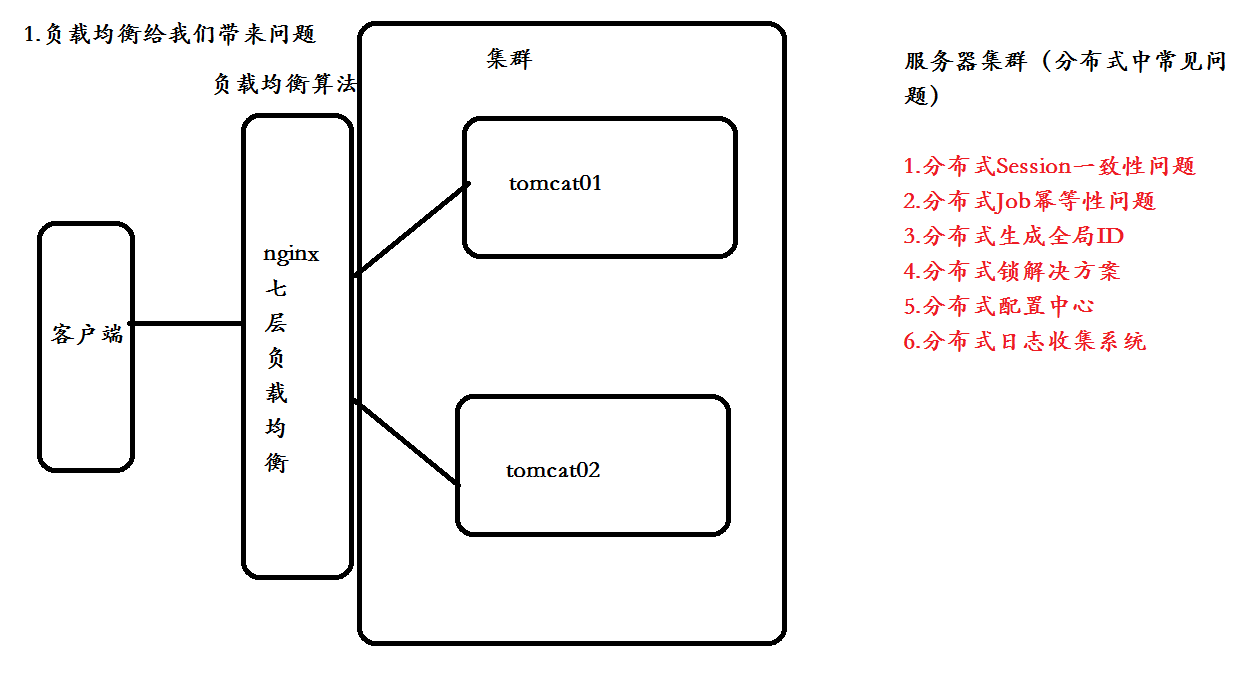 1.负载均衡给我们带来问题
负载均衡算法
集群
客户端
nginx
七
层
负
载
均
衡
tomcat01
tomcat02
服务器集群（分布式中常见问
题）
1.分布式Session一致性问题
2.分布式Job幂等性问题
3.分布式生成全局ID
4.分布式锁解决方案
5.分布式配置中心
6.分布式日志收集系统